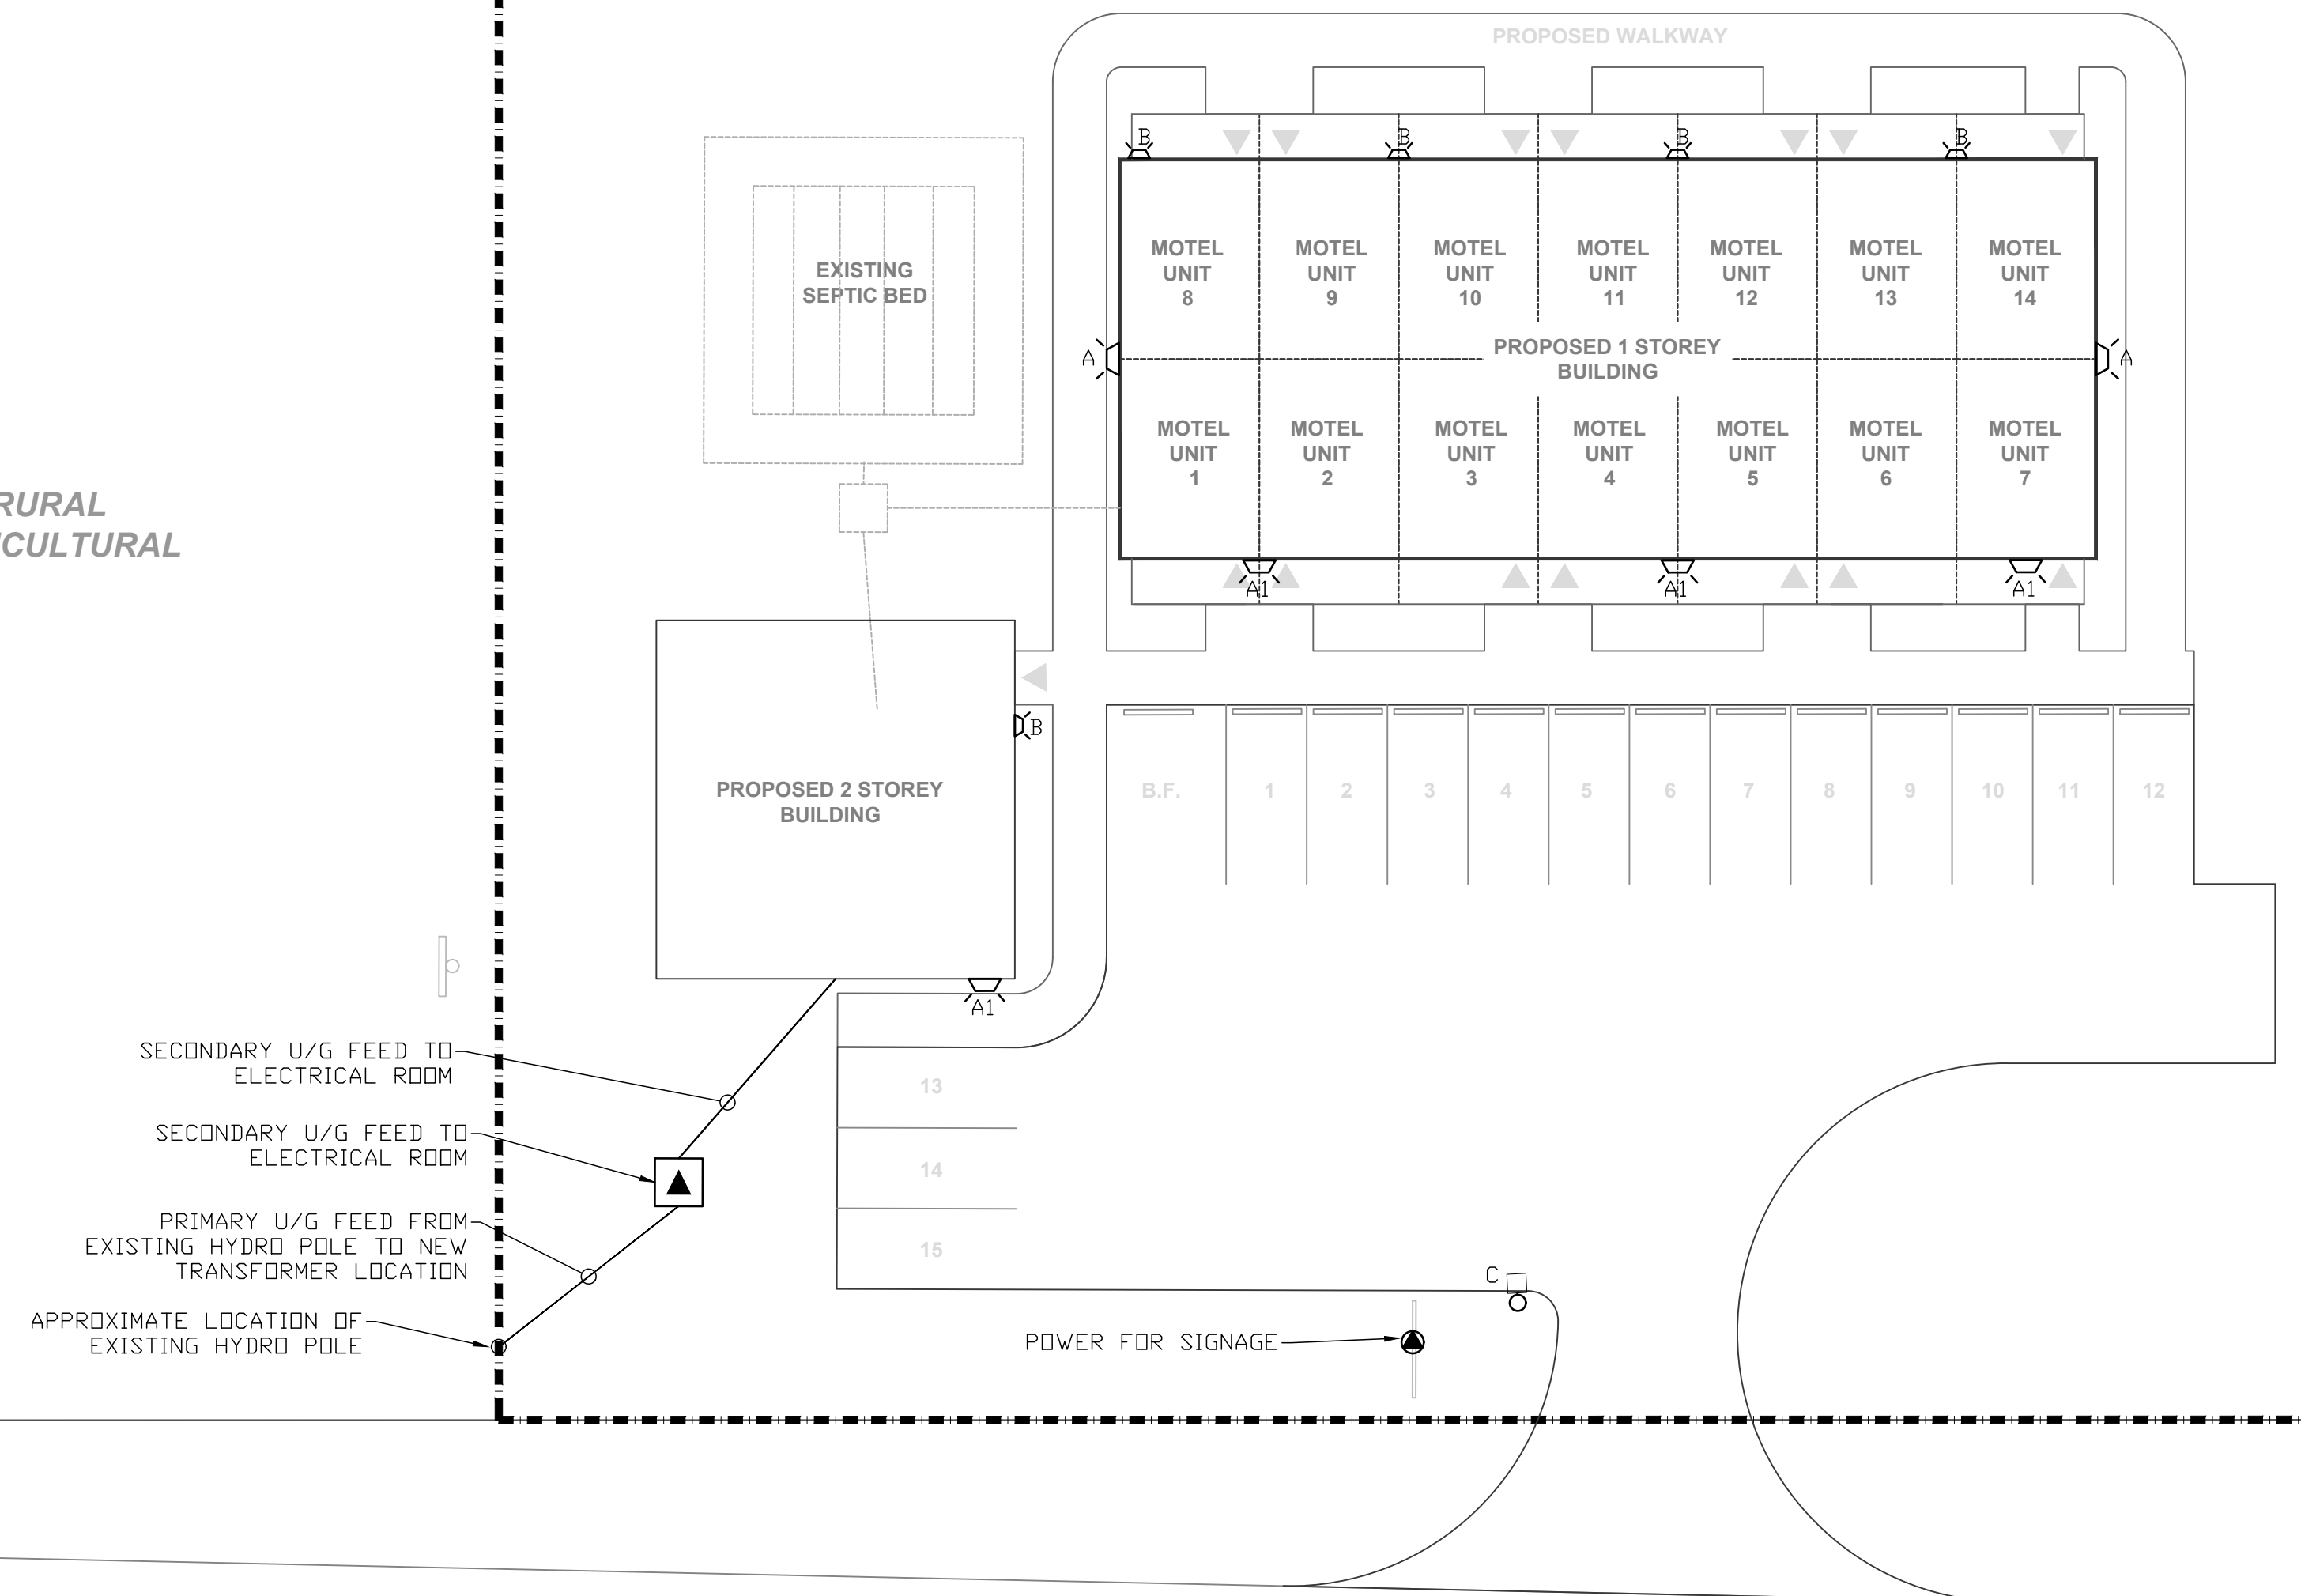 PROPOSED WALKWAY
B
B
B
B
MOTEL
UNIT
8
MOTEL
UNIT
9
MOTEL
UNIT
10
MOTEL
UNIT
11
MOTEL
UNIT
12
MOTEL
UNIT
13
MOTEL
UNIT
14
EXISTING
SEPTIC BED
A
PROPOSED 1 STOREY
BUILDING
A
MOTEL
UNIT
1
MOTEL
UNIT
2
MOTEL
UNIT
3
MOTEL
UNIT
4
MOTEL
UNIT
5
MOTEL
UNIT
6
MOTEL
UNIT
7
RURAL
ICULTURAL
A1
A1
A1
B
PROPOSED 2 STOREY
BUILDING
B.F.
1
2
3
4
5
6
7
8
9
10
11
12
A1
SECONDARY U/G FEED TO
ELECTRICAL ROOM
13
SECONDARY U/G FEED TO
ELECTRICAL ROOM
14
PRIMARY U/G FEED FROM
EXISTING HYDRO POLE TO NEW
TRANSFORMER LOCATION
15
C
APPROXIMATE LOCATION OF
EXISTING HYDRO POLE
POWER FOR SIGNAGE